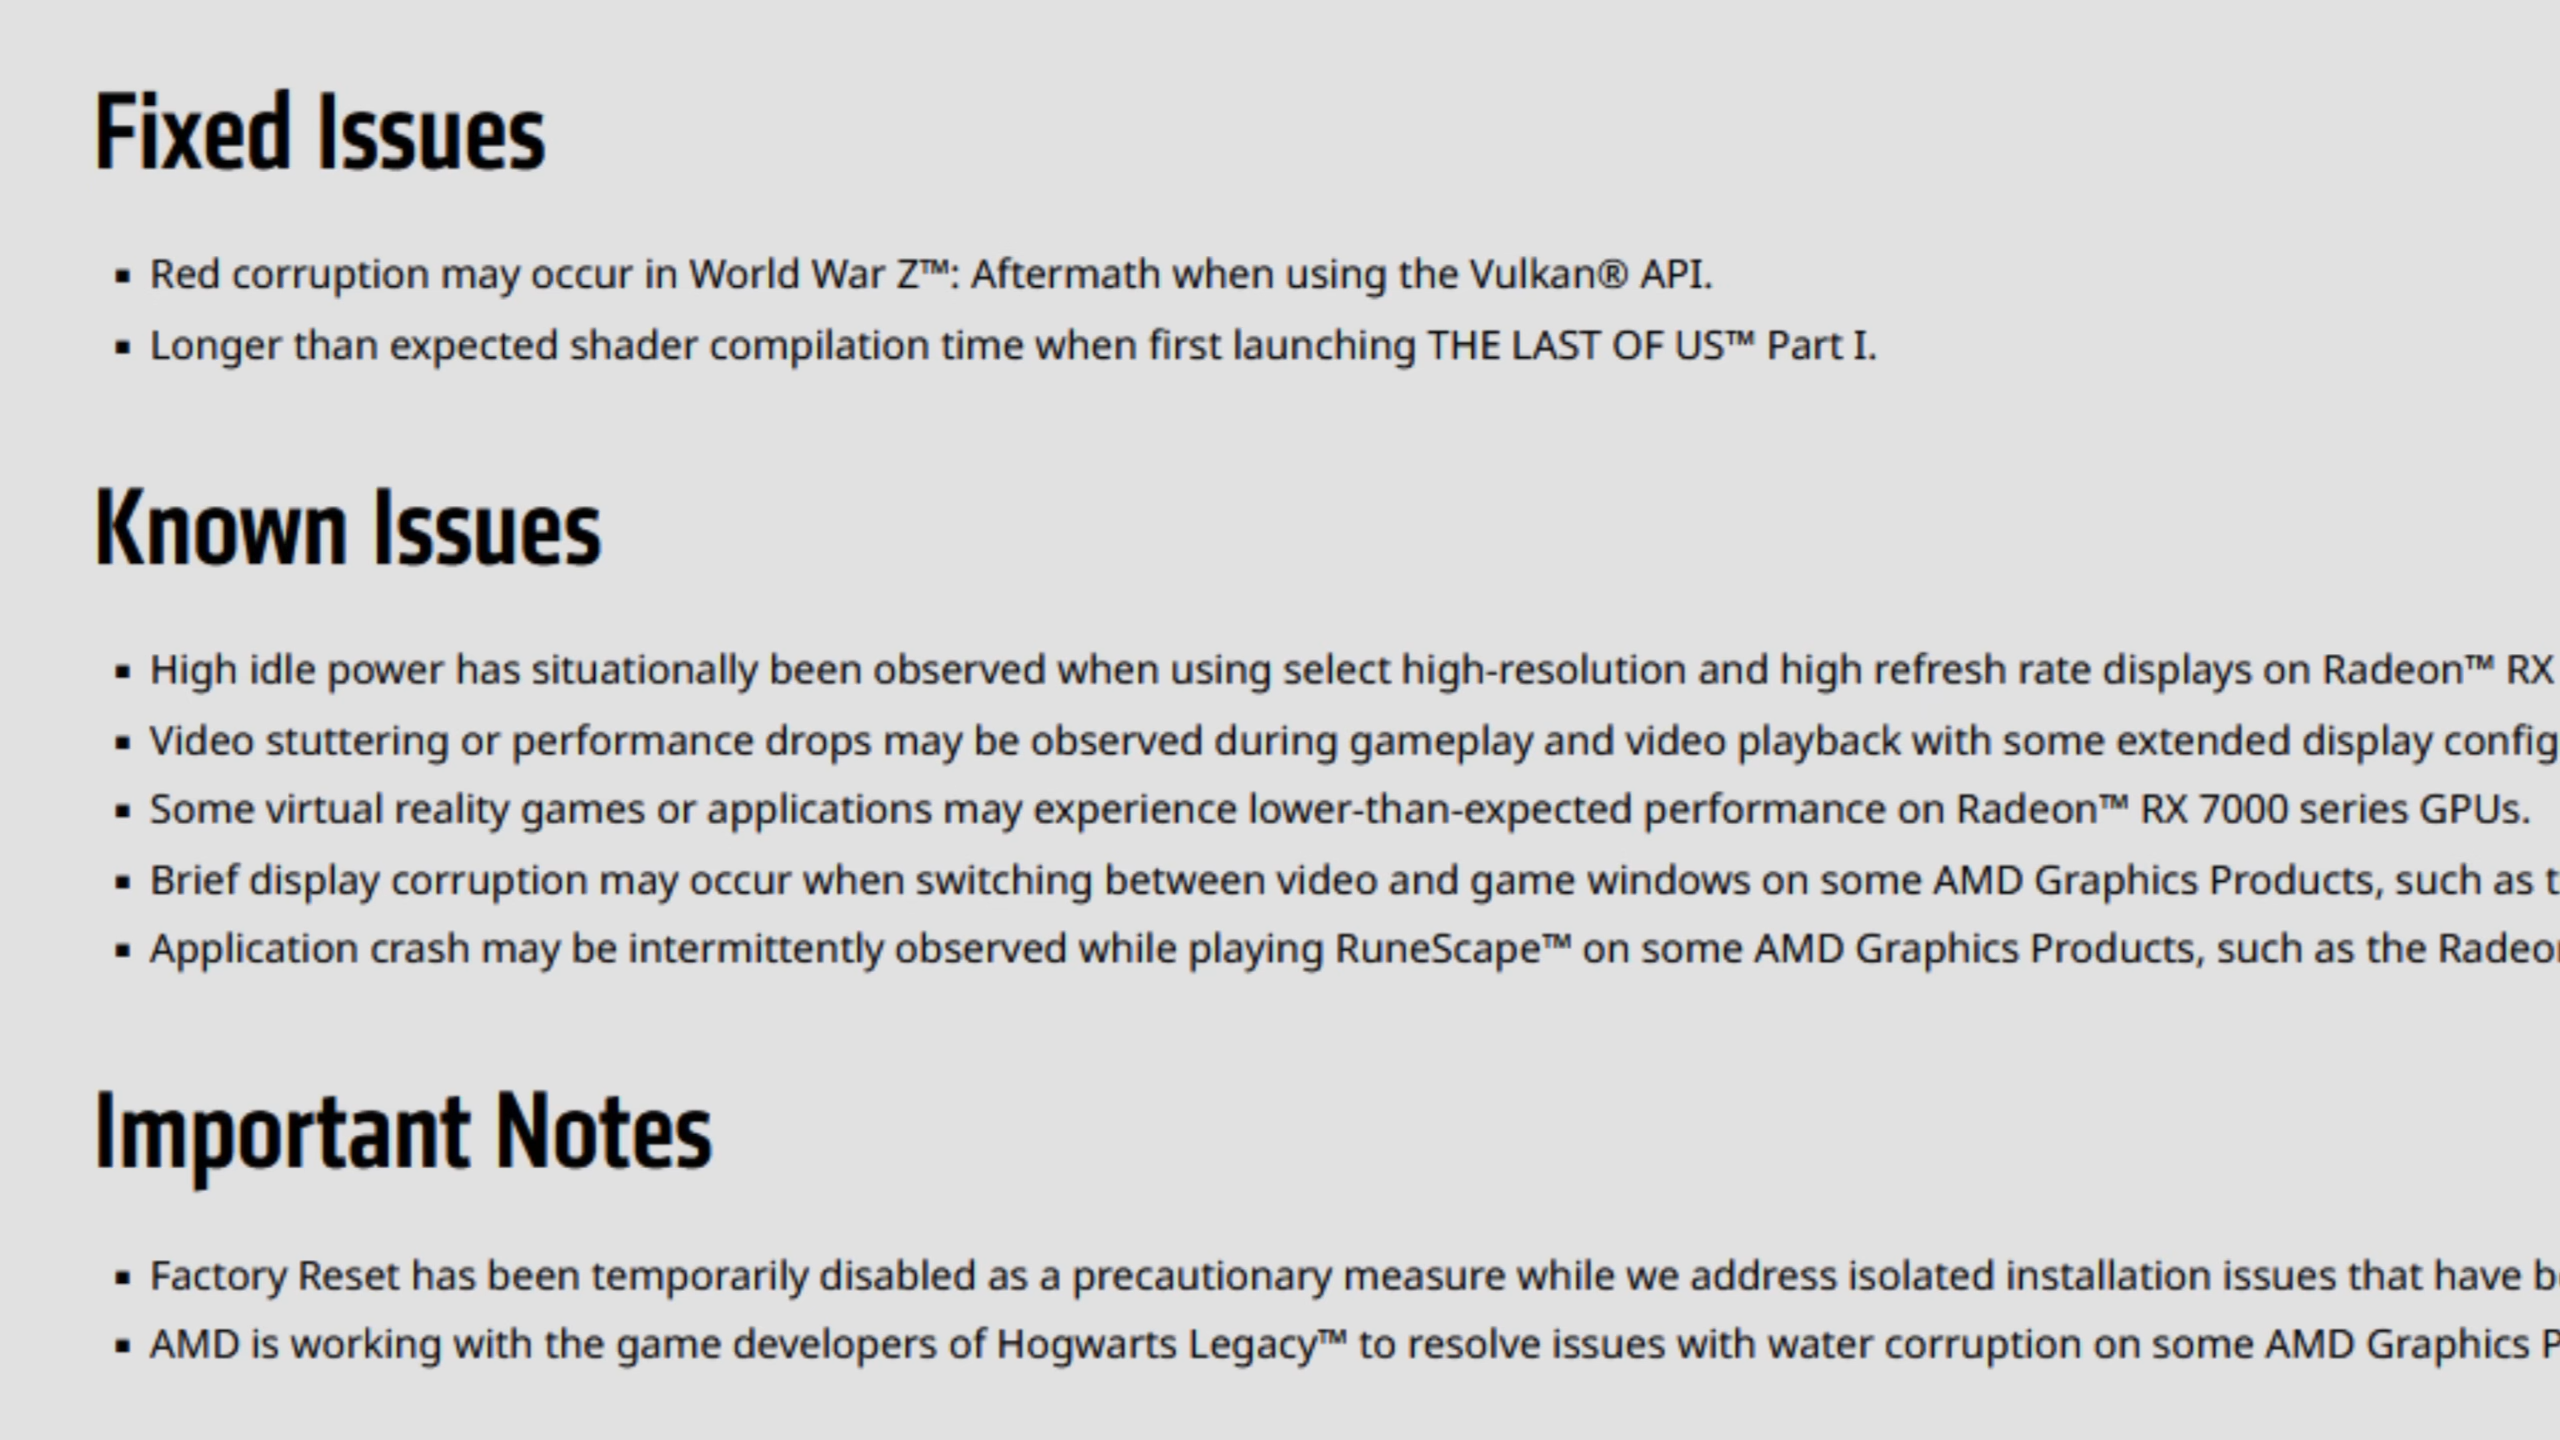 Fixed Issues
▪ Red corruption may occur in World War Z™: Aftermath when using the Vulkan® API.
▪ Longer than expected shader compilation time when first launching THE LAST OF US™ Part I.
Known Issues
▪ High idle power has situationally been observed when using select high-resolution and high refresh rate displays on Radeon™ RX
▪ Video stuttering or performance drops may be observed during gameplay and video playback with some extended display config
▪ Some virtual reality games or applications may experience lower-than-expected performance on Radeon™ RX 7000 series GPUs.
▪ Brief display corruption may occur when switching between video and game windows on some AMD Graphics Products, such as t
▪ Application crash may be intermittently observed while playing RuneScape™ on some AMD Graphics Products, such as the Radeon
Important Notes
▪ Factory Reset has been temporarily disabled as a precautionary measure while we address isolated installation issues that have b
▪ AMD is working with the game developers of Hogwarts Legacy™ to resolve issues with water corruption on some AMD Graphics P